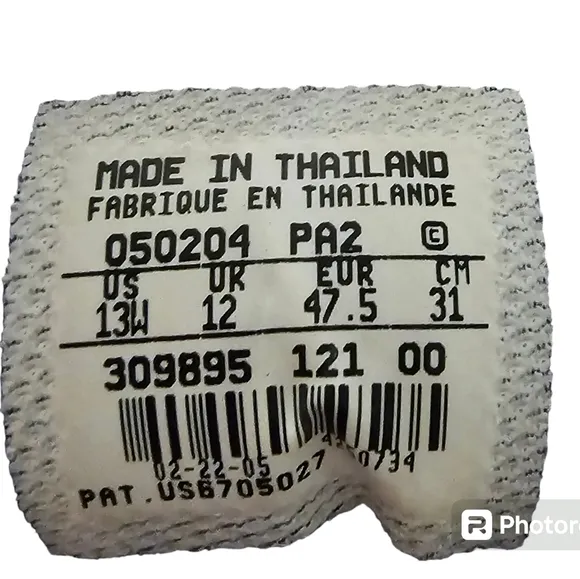 MADE IN THAILAND
FABRIQUE EN THAILANDE
050204 PA2 C
US UK EUR CM
13W 12 47.5 31
309895 121 00
02-22-05
PAT.US6705027
Photor